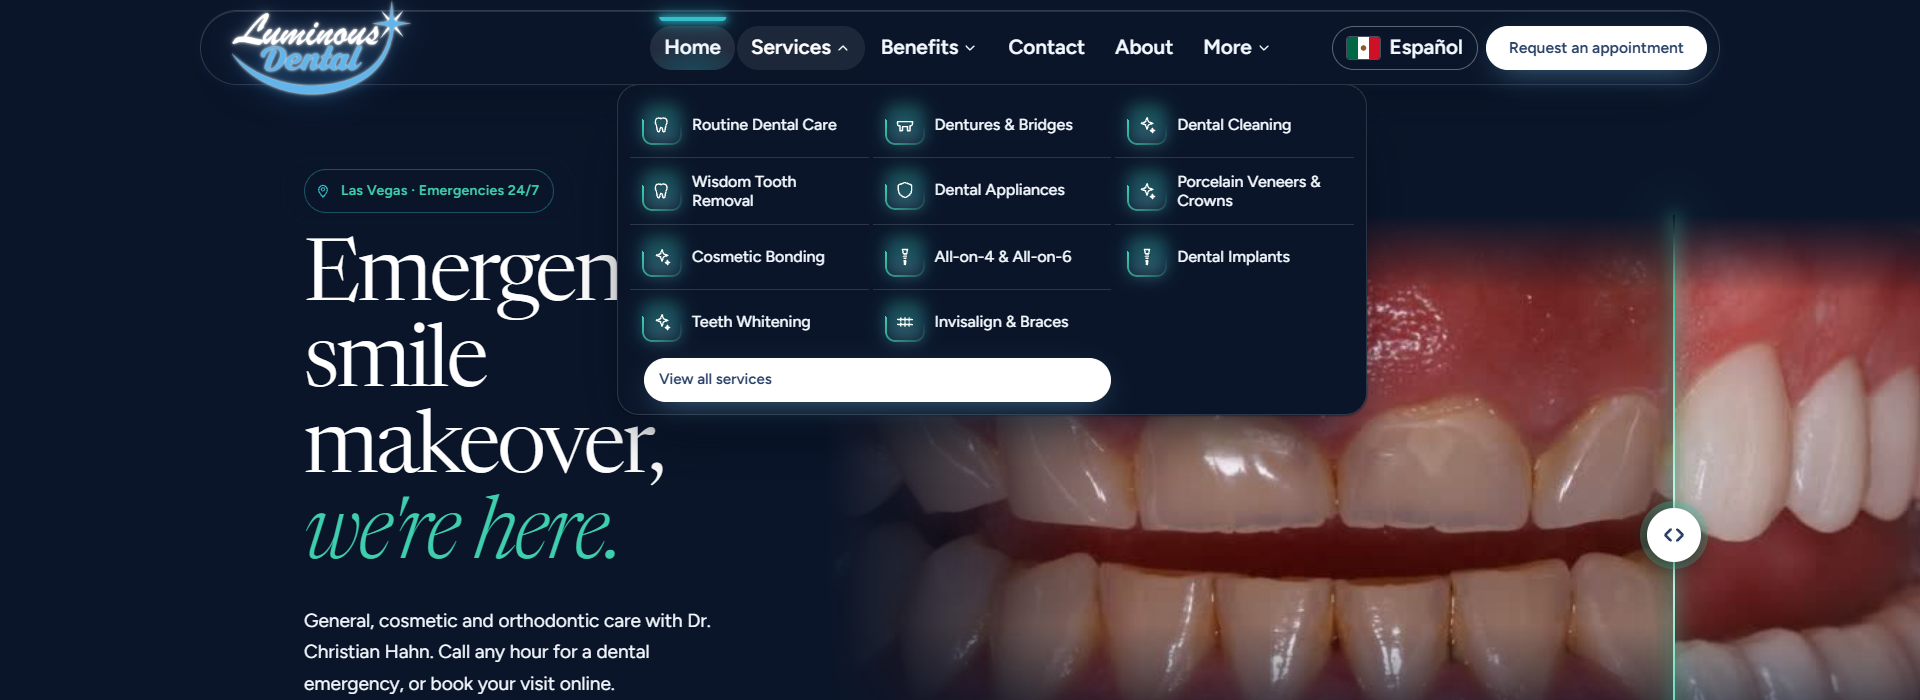 Luminous
Dental
Home
Services
Benefits
Contact
About
More
Español
Request an appointment
Routine Dental Care
Dentures & Bridges
Dental Cleaning
Wisdom Tooth
Removal
Dental Appliances
Porcelain Veneers &
Crowns
Cosmetic Bonding
All-on-4 & All-on-6
Dental Implants
Teeth Whitening
Invisalign & Braces
View all services
Las Vegas · Emergencies 24/7
Emergen
smile
makeover,
we're here.
General, cosmetic and orthodontic care with Dr.
Christian Hahn. Call any hour for a dental
emergency, or book your visit online.